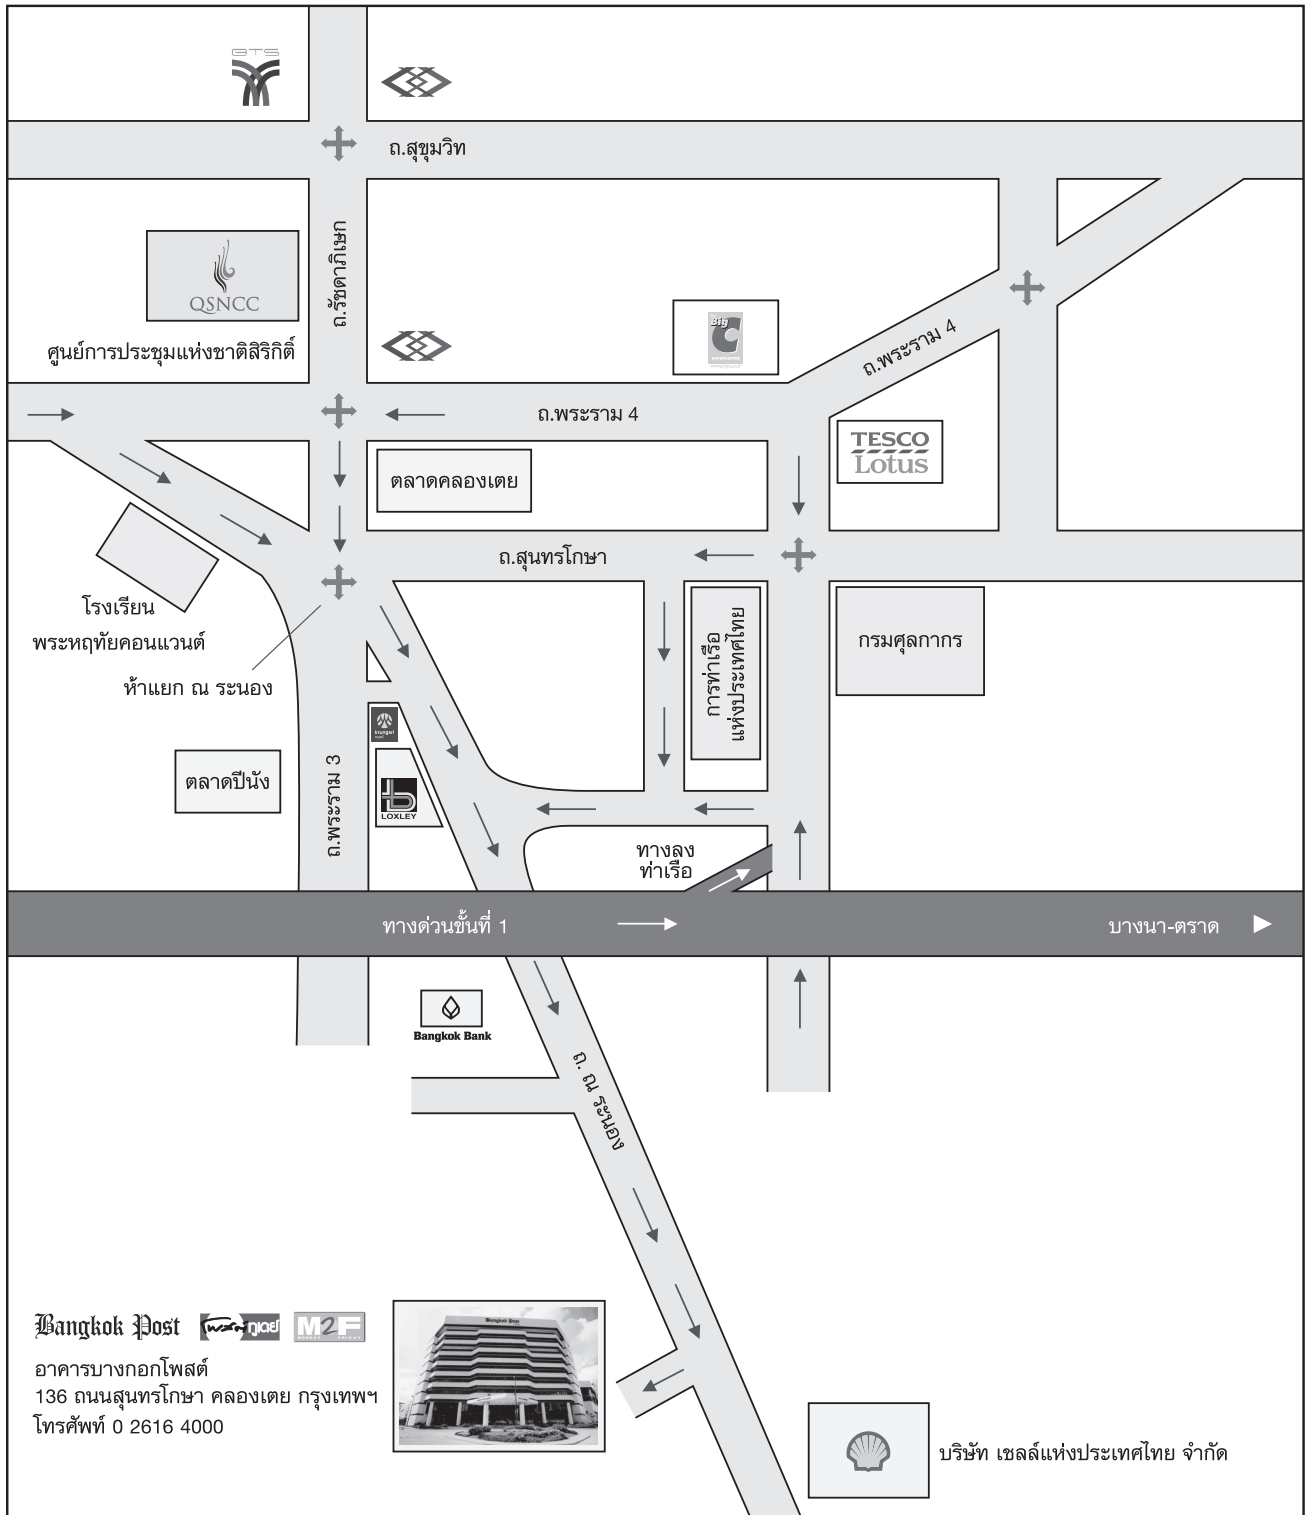 BTS
ถ.สุขุมวิท
ถ.รัชดาภิเษก
QSNCC
ศูนย์การประชุมแห่งชาติสิริกิติ์
Big C
ถ.พระราม 4
ถ.พระราม 4
TESCO
Lotus
ตลาดคลองเตย
ถ.สุนทรโกษา
โรงเรียน
พระหฤทัยคอนแวนต์
ห้าแยก ณ ระนอง
การท่าเรือ
แห่งประเทศไทย
กรมศุลกากร
krungsri
ตลาดปีนัง
ถ.พระราม 3
LOXLEY
ทางลง
ท่าเรือ
ทางด่วนขั้นที่ 1
บางนา-ตราด
Bangkok Bank
ถ. ณ ระนอง
Bangkok Post
โพสต์ทูเดย์
M2F
อาคารบางกอกโพสต์
136 ถนนสุนทรโกษา คลองเตย กรุงเทพฯ
โทรศัพท์ 0 2616 4000
Bangkok Post
บริษัท เชลล์แห่งประเทศไทย จำกัด